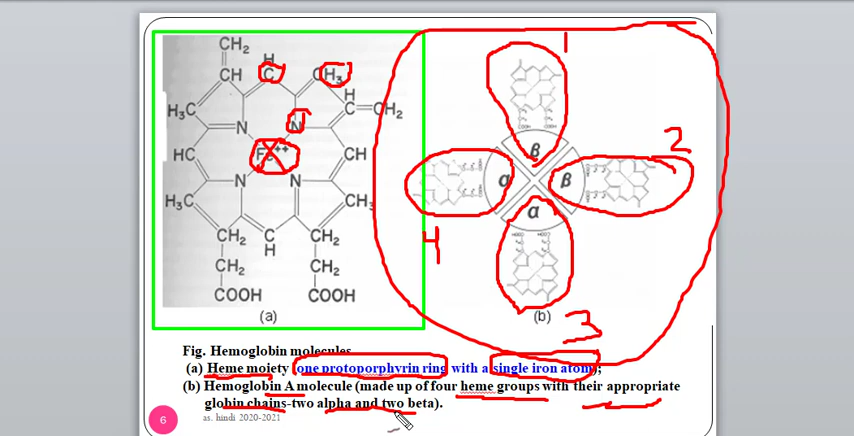 CH₂
CH
H
C
CH₃
H
C=CH₂
H₃C
N
N
HC
Fe++
CH
N
N
H₃C
CH₃
CH₂
C
H
CH₂
CH₂
CH₂
COOH
COOH
(a)
1
2
3
4
β
α
β
α
COOH
COOH
(b)
Fig. Hemoglobin molecules
(a) Heme moiety (one protoporphyrin ring with a single iron atom);
(b) Hemoglobin A molecule (made up of four heme groups with their appropriate
globin chains-two alpha and two beta).
6
as. hindi 2020-2021